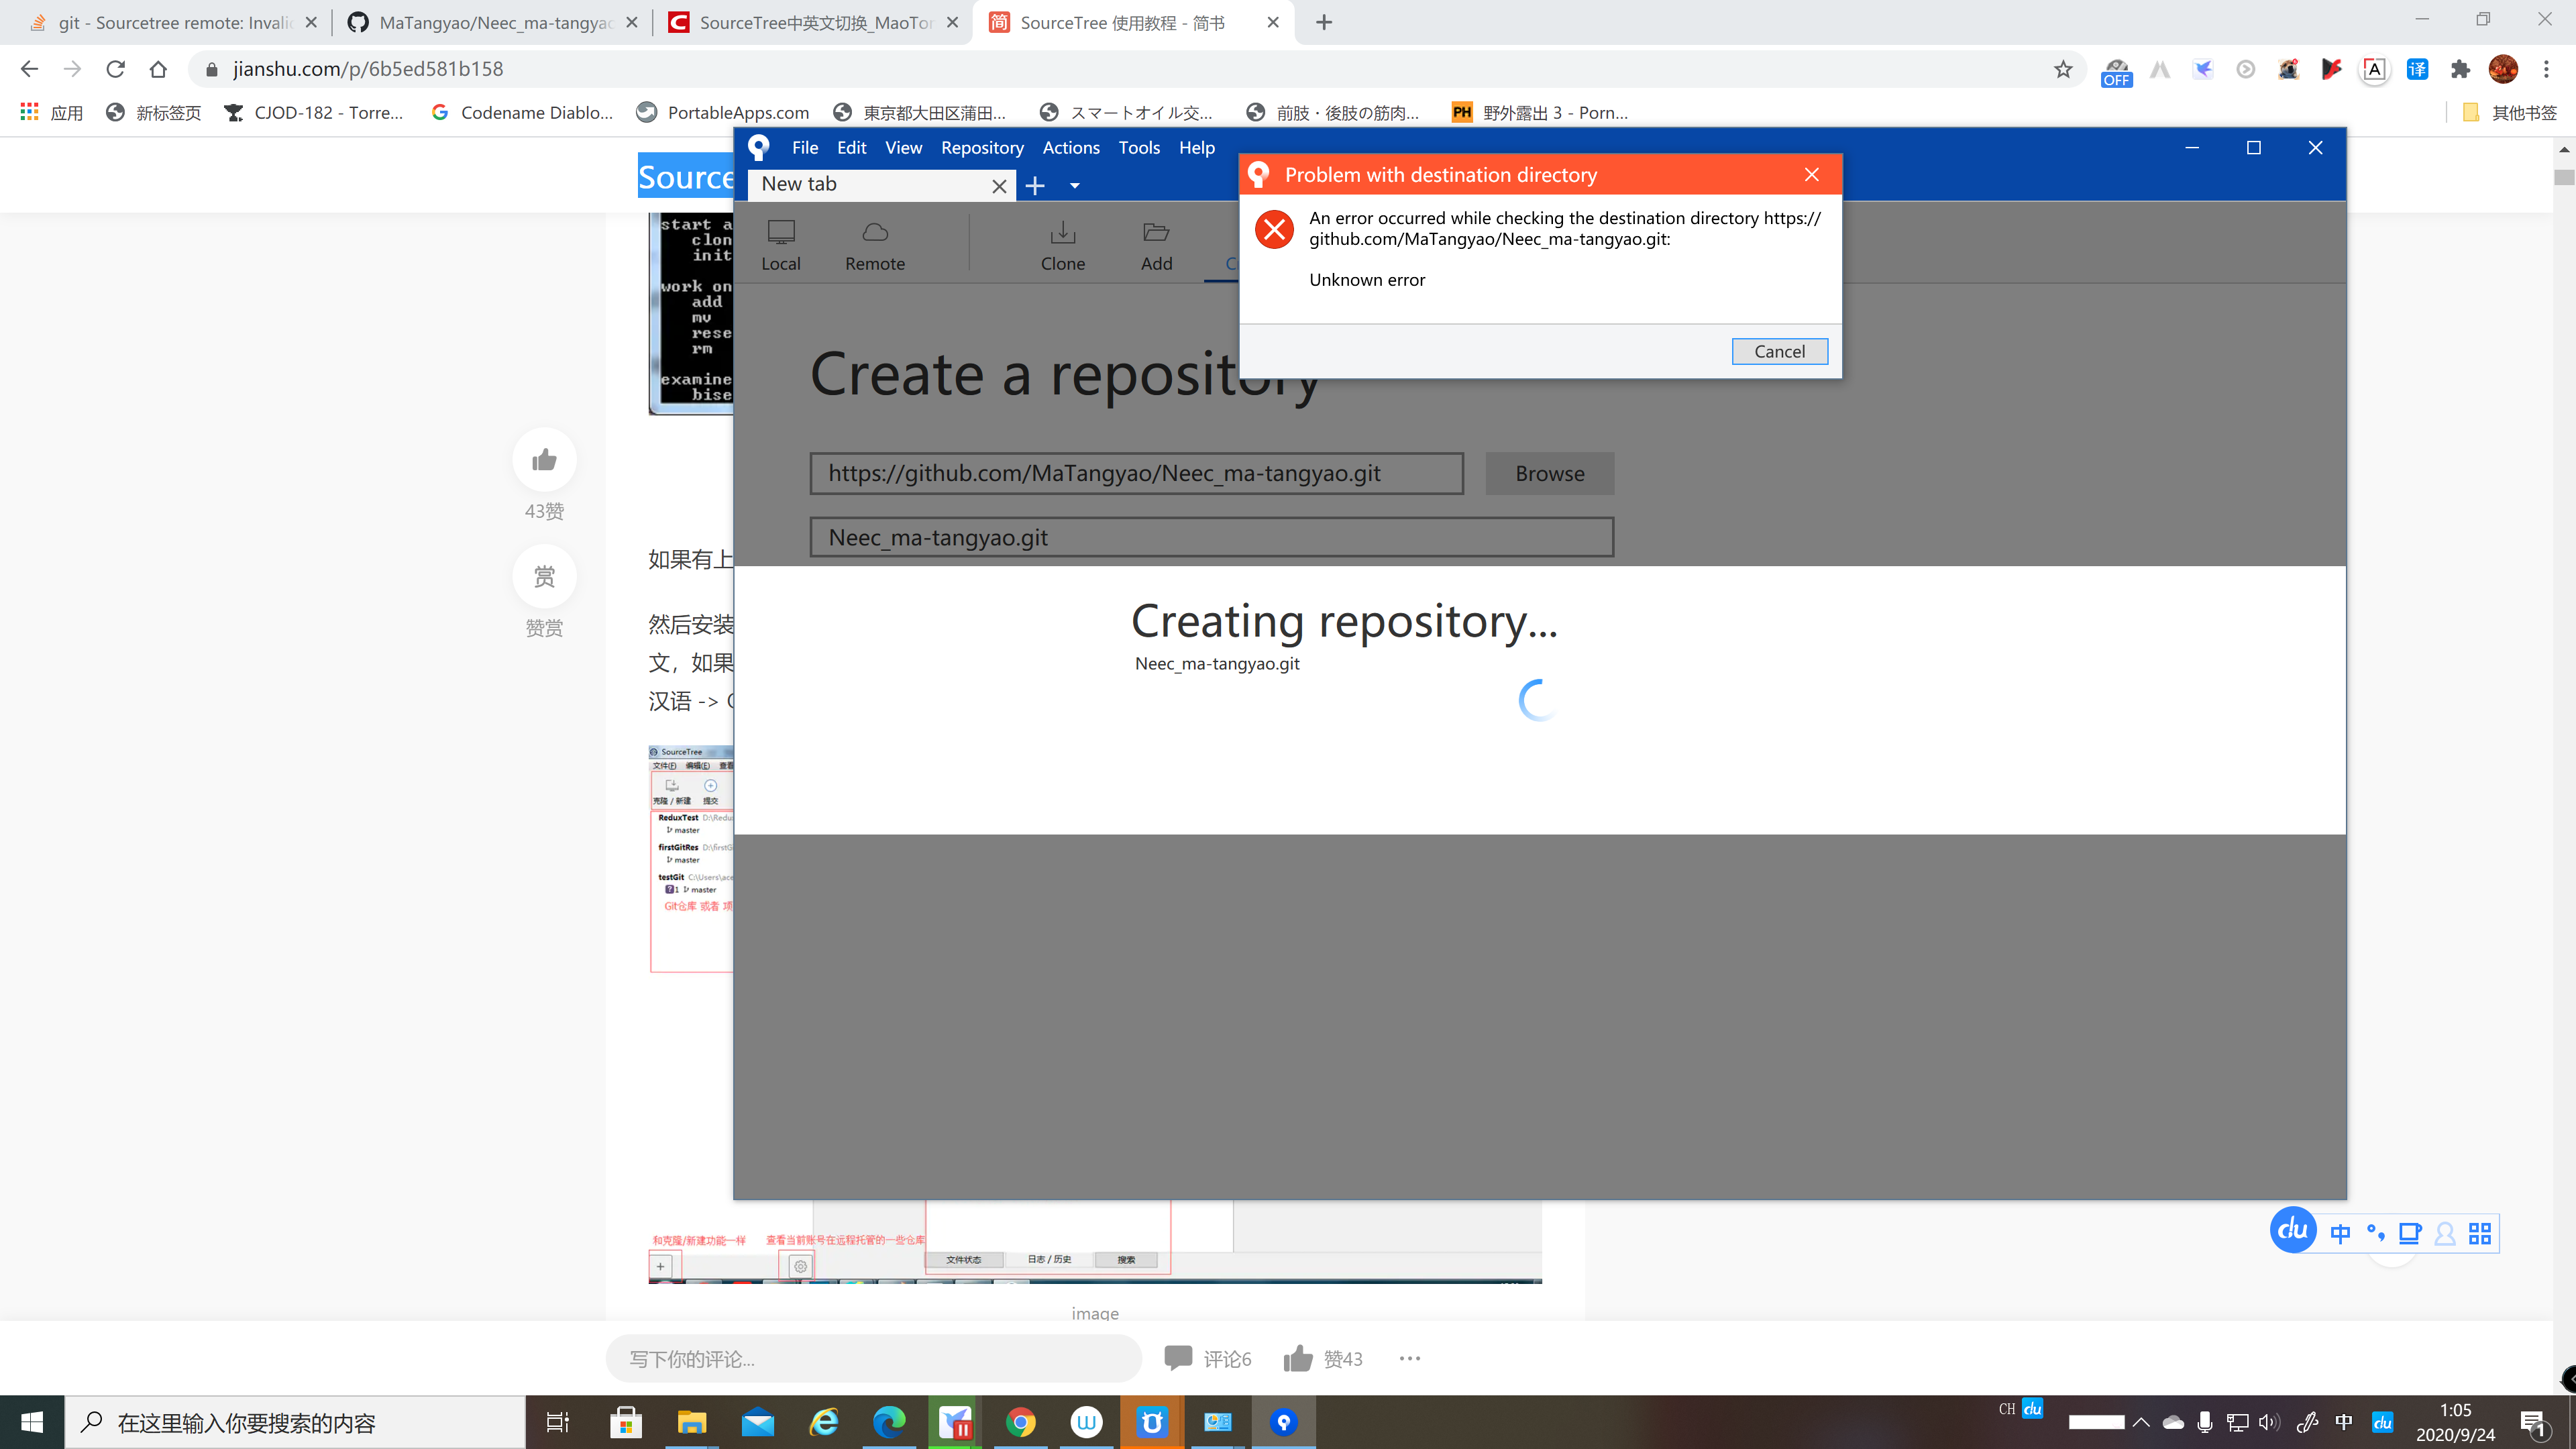 git - Sourcetree remote: Invali
MaTangyao/Neec_ma-tangyao
SourceTree中英文切换_MaoTon
SourceTree 使用教程 - 简书
jianshu.com/p/6b5ed581b158
OFF
应用
新标签页
CJOD-182 - Torre...
Codename Diablo...
PortableApps.com
東京都大田区蒲田...
スマートオイル交...
前肢・後肢の筋肉...
PH 野外露出 3 - Porn...
其他书签
Source
File Edit View Repository Actions Tools Help
New tab
Problem with destination directory
An error occurred while checking the destination directory https://
github.com/MaTangyao/Neec_ma-tangyao.git:
Unknown error
Cancel
Local
Remote
Clone
Add
Create a repository
https://github.com/MaTangyao/Neec_ma-tangyao.git
Browse
Neec_ma-tangyao.git
Creating repository...
Neec_ma-tangyao.git
start a
clon
init
work on
add
mv
rese
rm
examine
bise
43赞
赏
赞赏
如果有上
然后安装
文，如果
汉语 -> C
SourceTree
文件(F) 编辑(E) 查看
克隆 / 新建 提交
ReduxTest D:\Redu
master
firstGitRes D:\firstG
master
testGit C:\Users\ace
1 master
Git仓库 或者 项
和克隆/新建功能一样
查看当前账号在远程托管的一些仓库
文件状态
日志 / 历史
搜索
image
写下你的评论...
评论6
赞43
du 中
在这里输入你要搜索的内容
CH du
中
du
1:05
2020/9/24
1